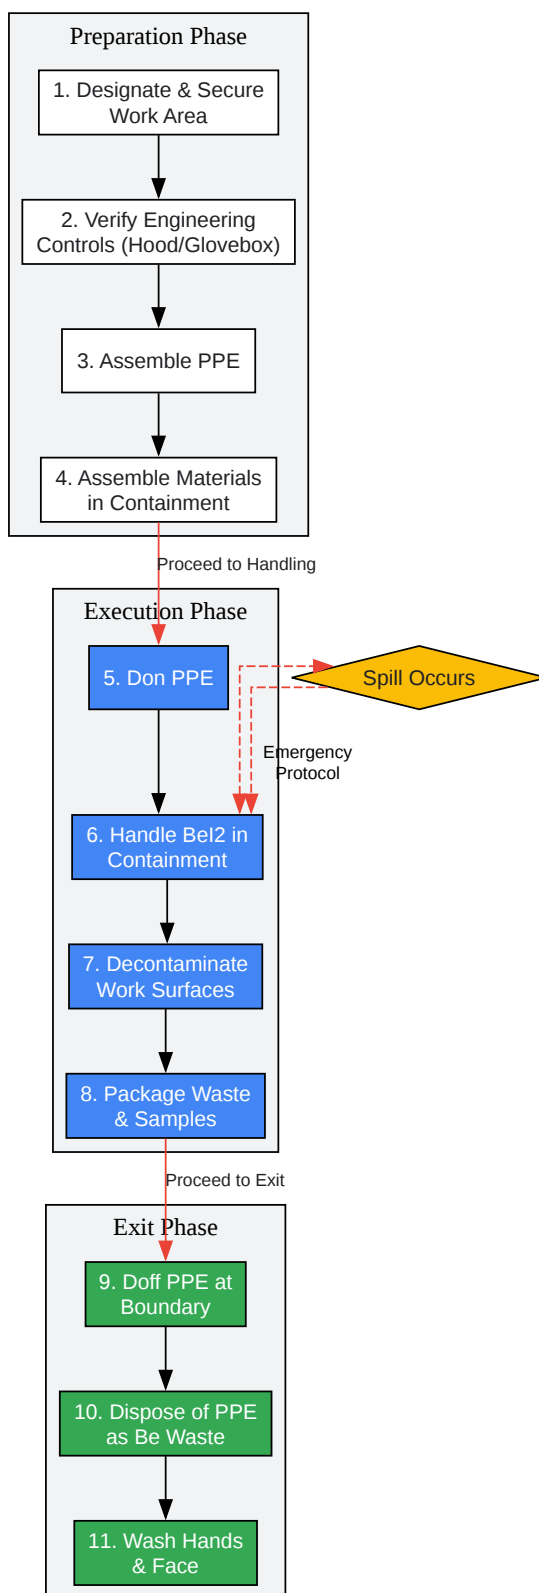 Preparation Phase
1. Designate & Secure
Work Area
2. Verify Engineering
Controls (Hood/Glovebox)
3. Assemble PPE
4. Assemble Materials
in Containment
Proceed to Handling
Execution Phase
5. Don PPE
Spill Occurs
Emergency
Protocol
6. Handle BeI2 in
Containment
7. Decontaminate
Work Surfaces
8. Package Waste
& Samples
Proceed to Exit
Exit Phase
9. Doff PPE at
Boundary
10. Dispose of PPE
as Be Waste
11. Wash Hands
& Face